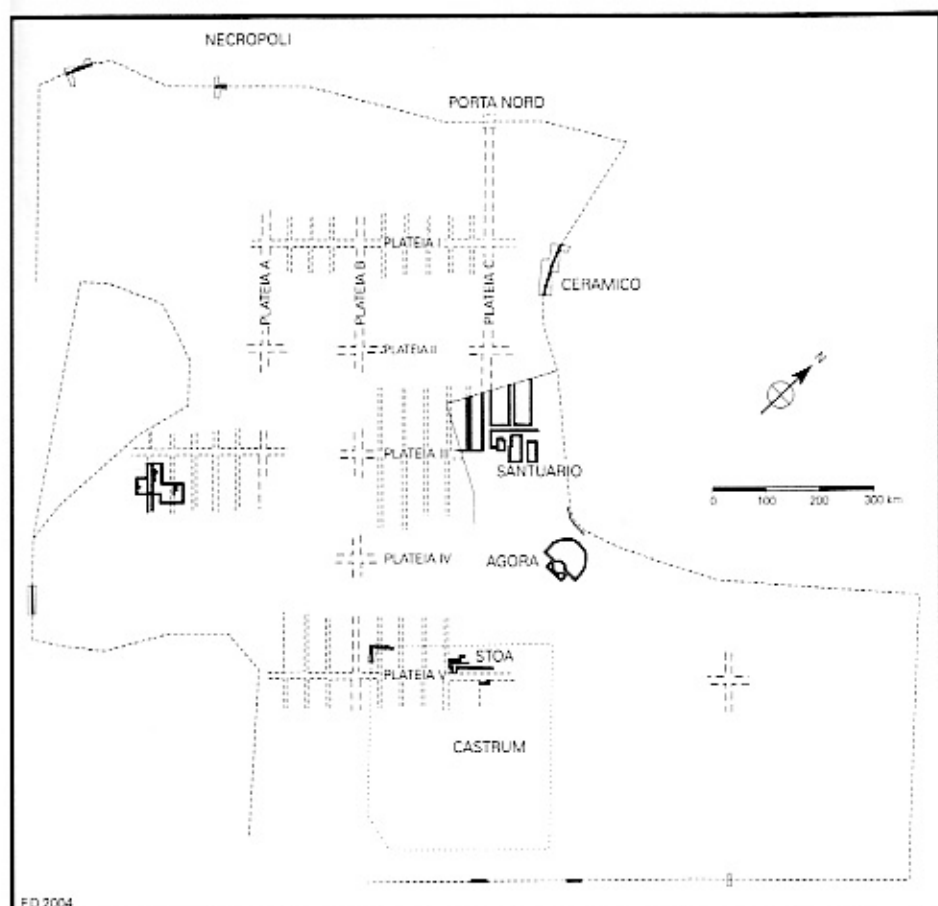 NECROPOLI
PORTA NORD
PLATEIA I
PLATEIA A
PLATEIA B
PLATEIA C
CERAMICO
PLATEIA II
N
PLATEIA III
SANTUARIO
0 100 200 300 km.
PLATEIA IV
AGORA
STOA
PLATEIA V
CASTRUM
ED 2004